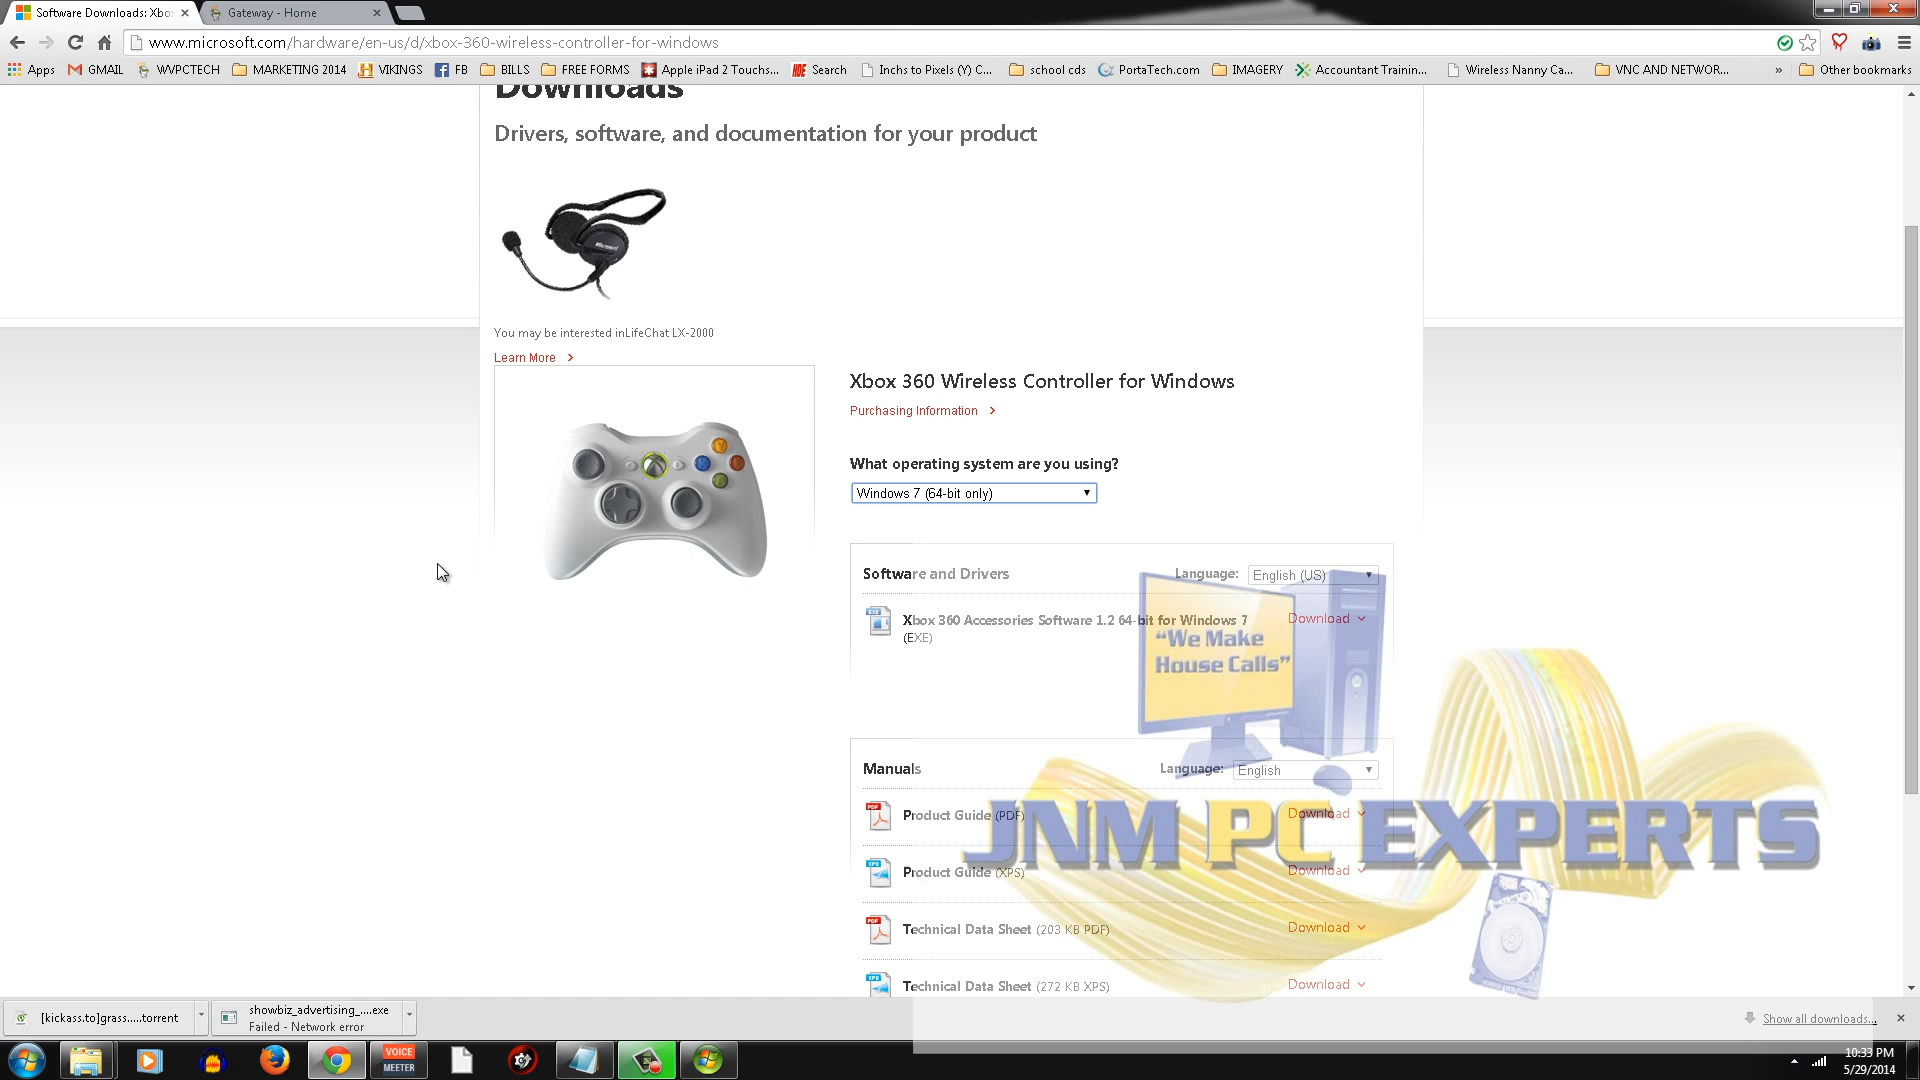 Software Downloads: Xbo
Gateway - Home
www.microsoft.com/hardware/en-us/d/xbox-360-wireless-controller-for-windows
Apps
GMAIL
WVPCTECH
MARKETING 2014
VIKINGS
FB
BILLS
FREE FORMS
Apple iPad 2 Touchs...
HDE
Search
Inchs to Pixels (Y) C...
school cds
PortaTech.com
IMAGERY
Accountant Trainin...
Wireless Nanny Ca...
VNC AND NETWOR...
»
Other bookmarks
Downloads
Drivers, software, and documentation for your product
You may be interested inLifeChat LX-2000
Learn More
Xbox 360 Wireless Controller for Windows
Purchasing Information
What operating system are you using?
Windows 7 (64-bit only)
Software and Drivers
Language:
English (US)
Xbox 360 Accessories Software 1.2 64-bit for Windows 7
(EXE)
Download
"We Make
House Calls"
Manuals
Language:
English
Product Guide (PDF)
Download
JNM PC EXPERTS
Product Guide (XPS)
Download
Technical Data Sheet (203 KB PDF)
Download
Technical Data Sheet (272 KB XPS)
Download
[kickass.to]grass.....torrent
showbiz_advertising_....exe
Failed - Network error
Show all downloads...
VOICE
MEETER
10:33 PM
5/29/2014